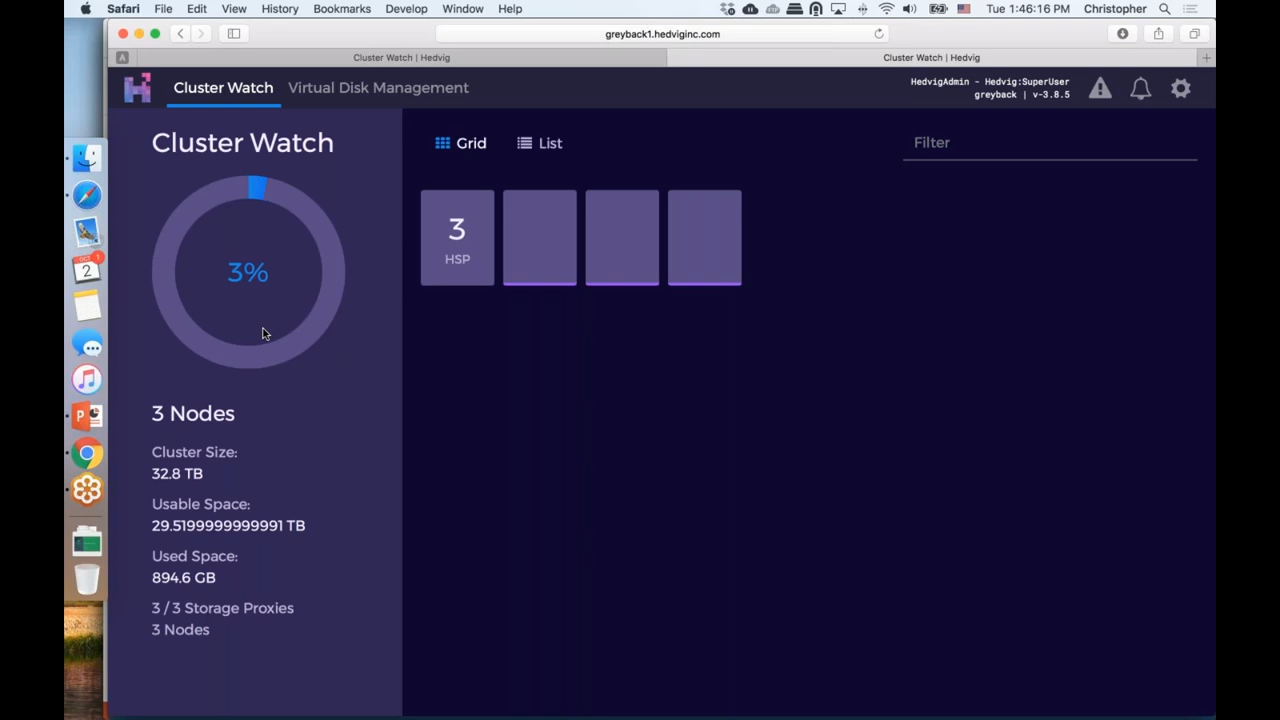 Safari File Edit View History Bookmarks Develop Window Help
Tue 1:46:16 PM Christopher
greyback1.hedviginc.com
A
Cluster Watch | Hedvig
Cluster Watch | Hedvig
Cluster Watch Virtual Disk Management
HedvigAdmin - Hedvig:SuperUser
greyback | v-3.8.5
Cluster Watch
Grid List
Filter
3%
3
HSP
3 Nodes
Cluster Size:
32.8 TB
Usable Space:
29.5199999999991 TB
Used Space:
894.6 GB
3 / 3 Storage Proxies
3 Nodes
OCT
2
1
P